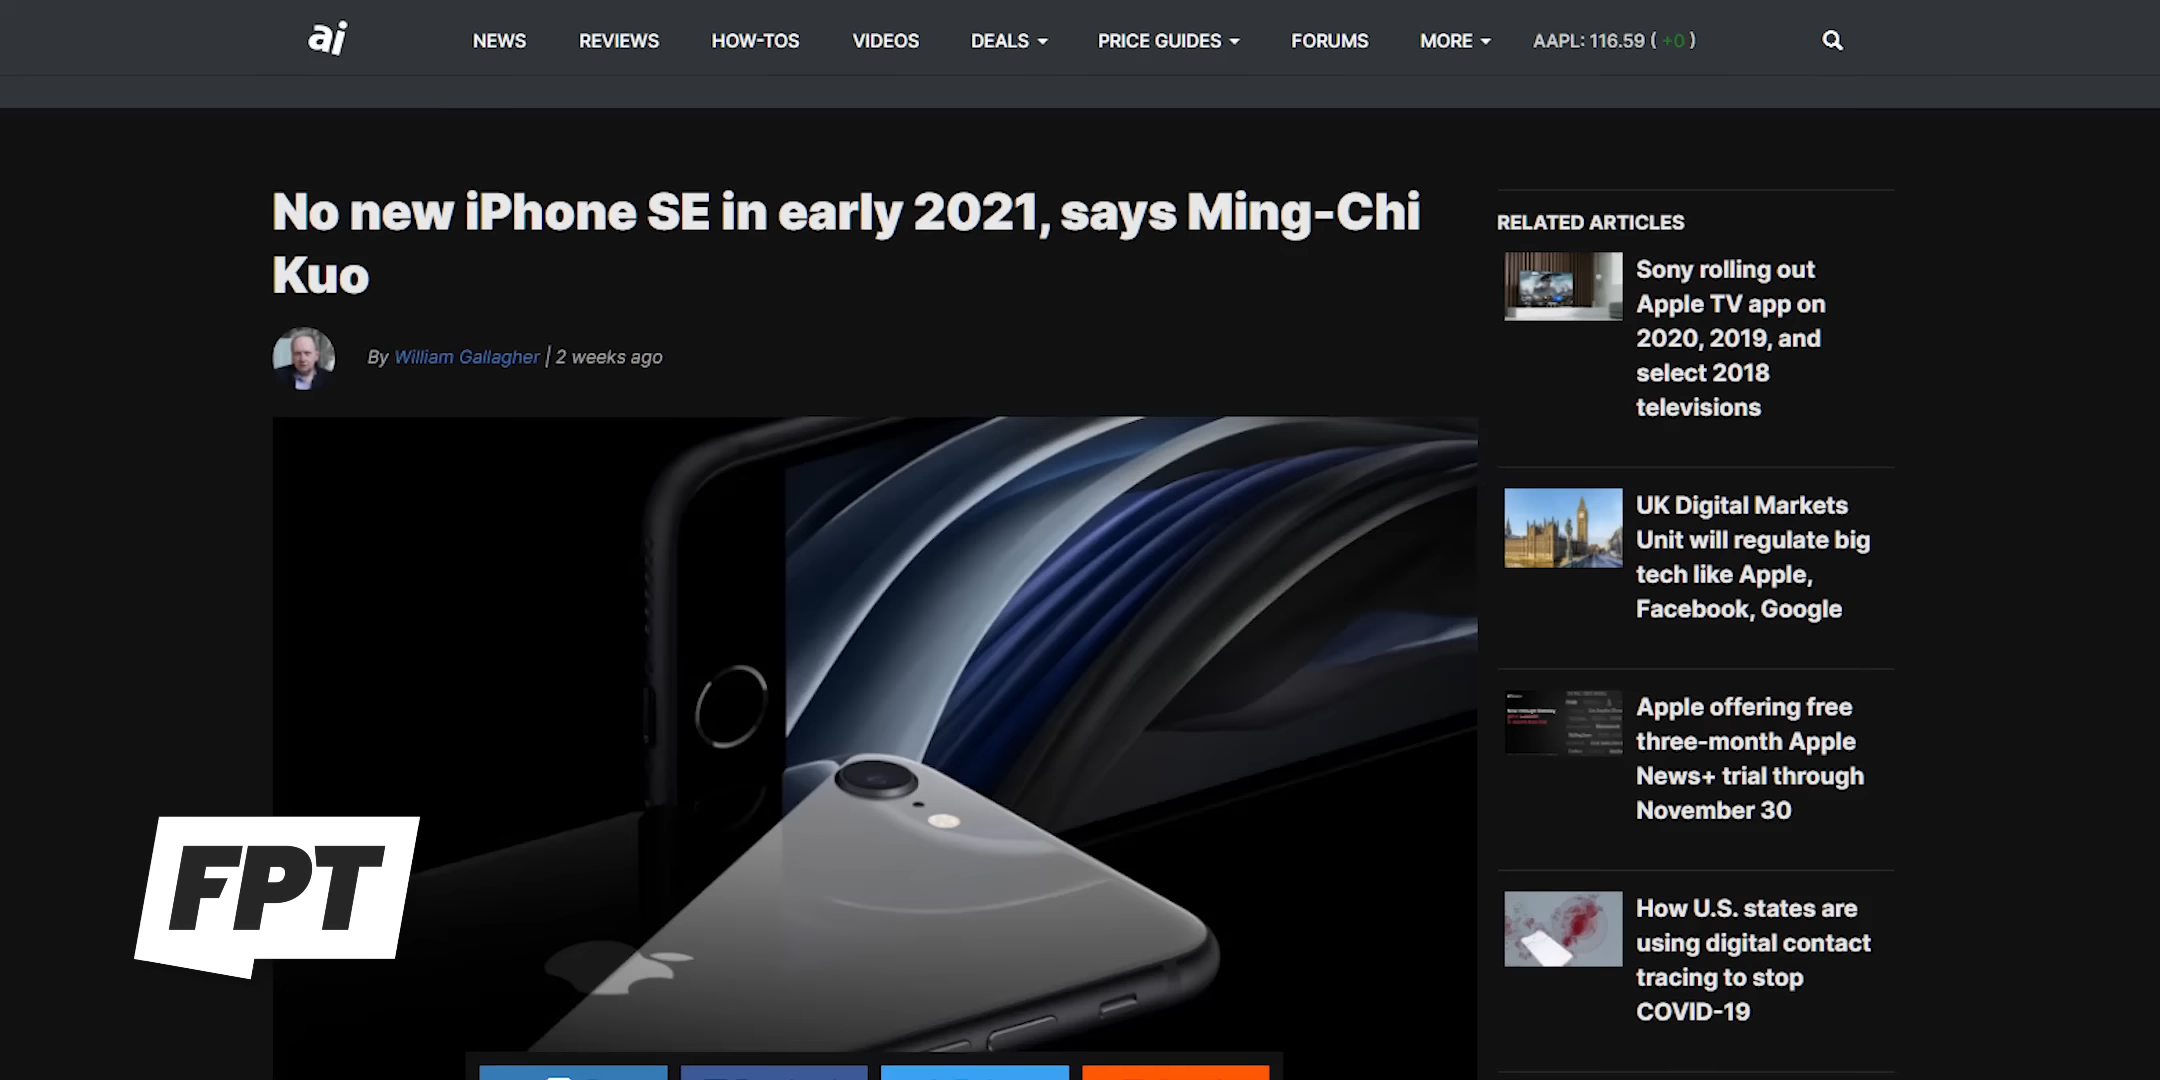 ai
NEWS
REVIEWS
HOW-TOS
VIDEOS
DEALS
PRICE GUIDES
FORUMS
MORE
AAPL: 116.59 ( +0 )
No new iPhone SE in early 2021, says Ming-Chi
Kuo
By William Gallagher | 2 weeks ago
RELATED ARTICLES
Sony rolling out
Apple TV app on
2020, 2019, and
select 2018
televisions
UK Digital Markets
Unit will regulate big
tech like Apple,
Facebook, Google
Apple offering free
three-month Apple
News+ trial through
November 30
How U.S. states are
using digital contact
tracing to stop
COVID-19
FPT